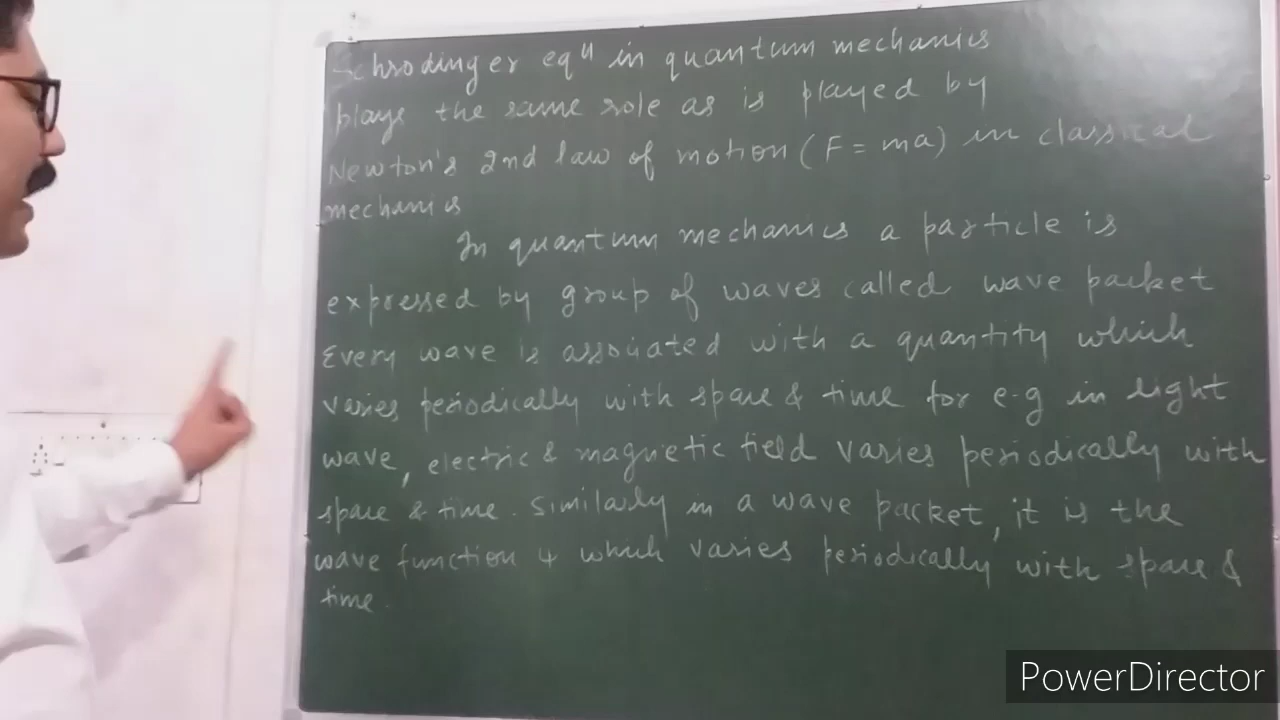 Schrodinger eqⁿ in quantum mechanics
plays the same role as is played by
Newton's 2nd law of motion (F = ma) in classical
mechanics
In quantum mechanics a particle is
expressed by group of waves called wave packet
Every wave is associated with a quantity which
varies periodically with space & time for e-g in light
wave, electric & magnetic field varies periodically with
space & time. Similarly in a wave packet, it is the
wave function ψ which varies periodically with space &
time.
PowerDirector